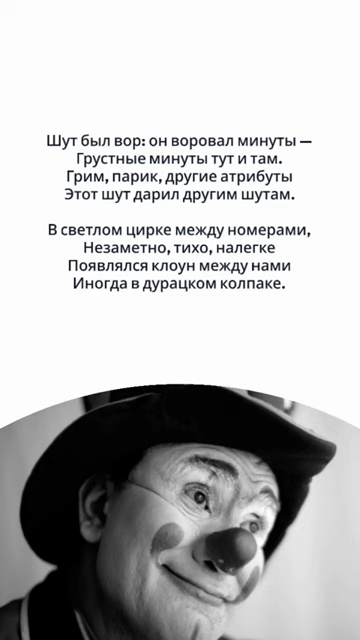 Шут был вор: он воровал минуты —
Грустные минуты тут и там.
Грим, парик, другие атрибуты
Этот шут дарил другим шутам.
В светлом цирке между номерами,
Незаметно, тихо, налегке
Появлялся клоун между нами
Иногда в дурацком колпаке.